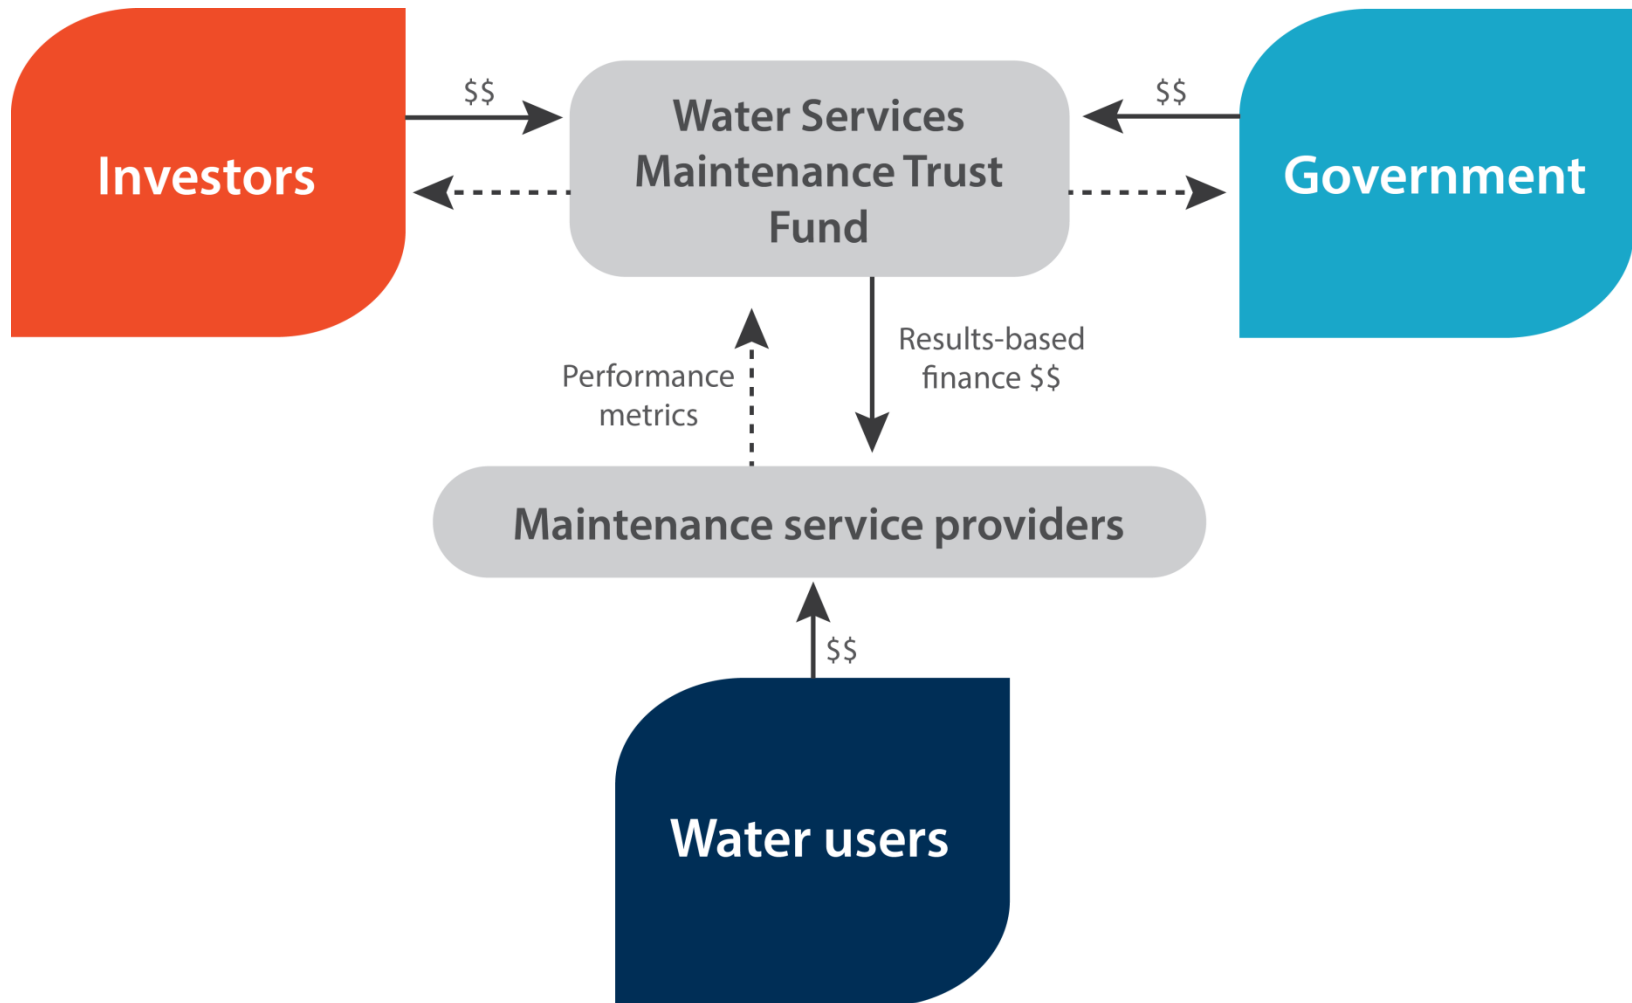 $$
$$
Water Services
Maintenance Trust
Fund
Investors
Government
Results-based
finance $$
Performance
metrics
Maintenance service providers
$$
Water users